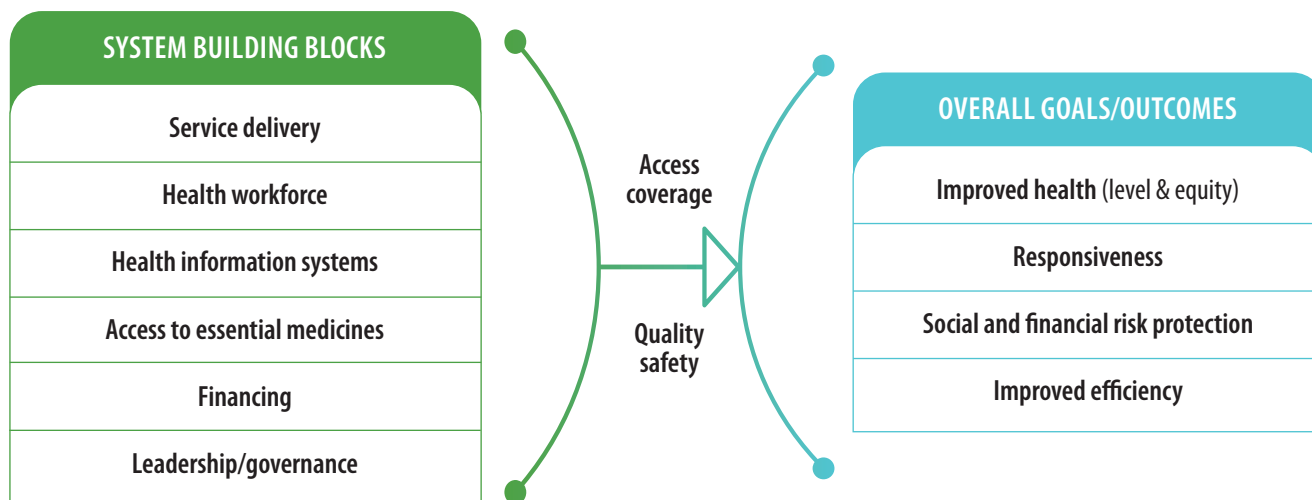 SYSTEM BUILDING BLOCKS
Service delivery
Health workforce
Health information systems
Access to essential medicines
Financing
Leadership/governance
Access
coverage
Quality
safety
OVERALL GOALS/OUTCOMES
Improved health (level & equity)
Responsiveness
Social and financial risk protection
Improved efficiency